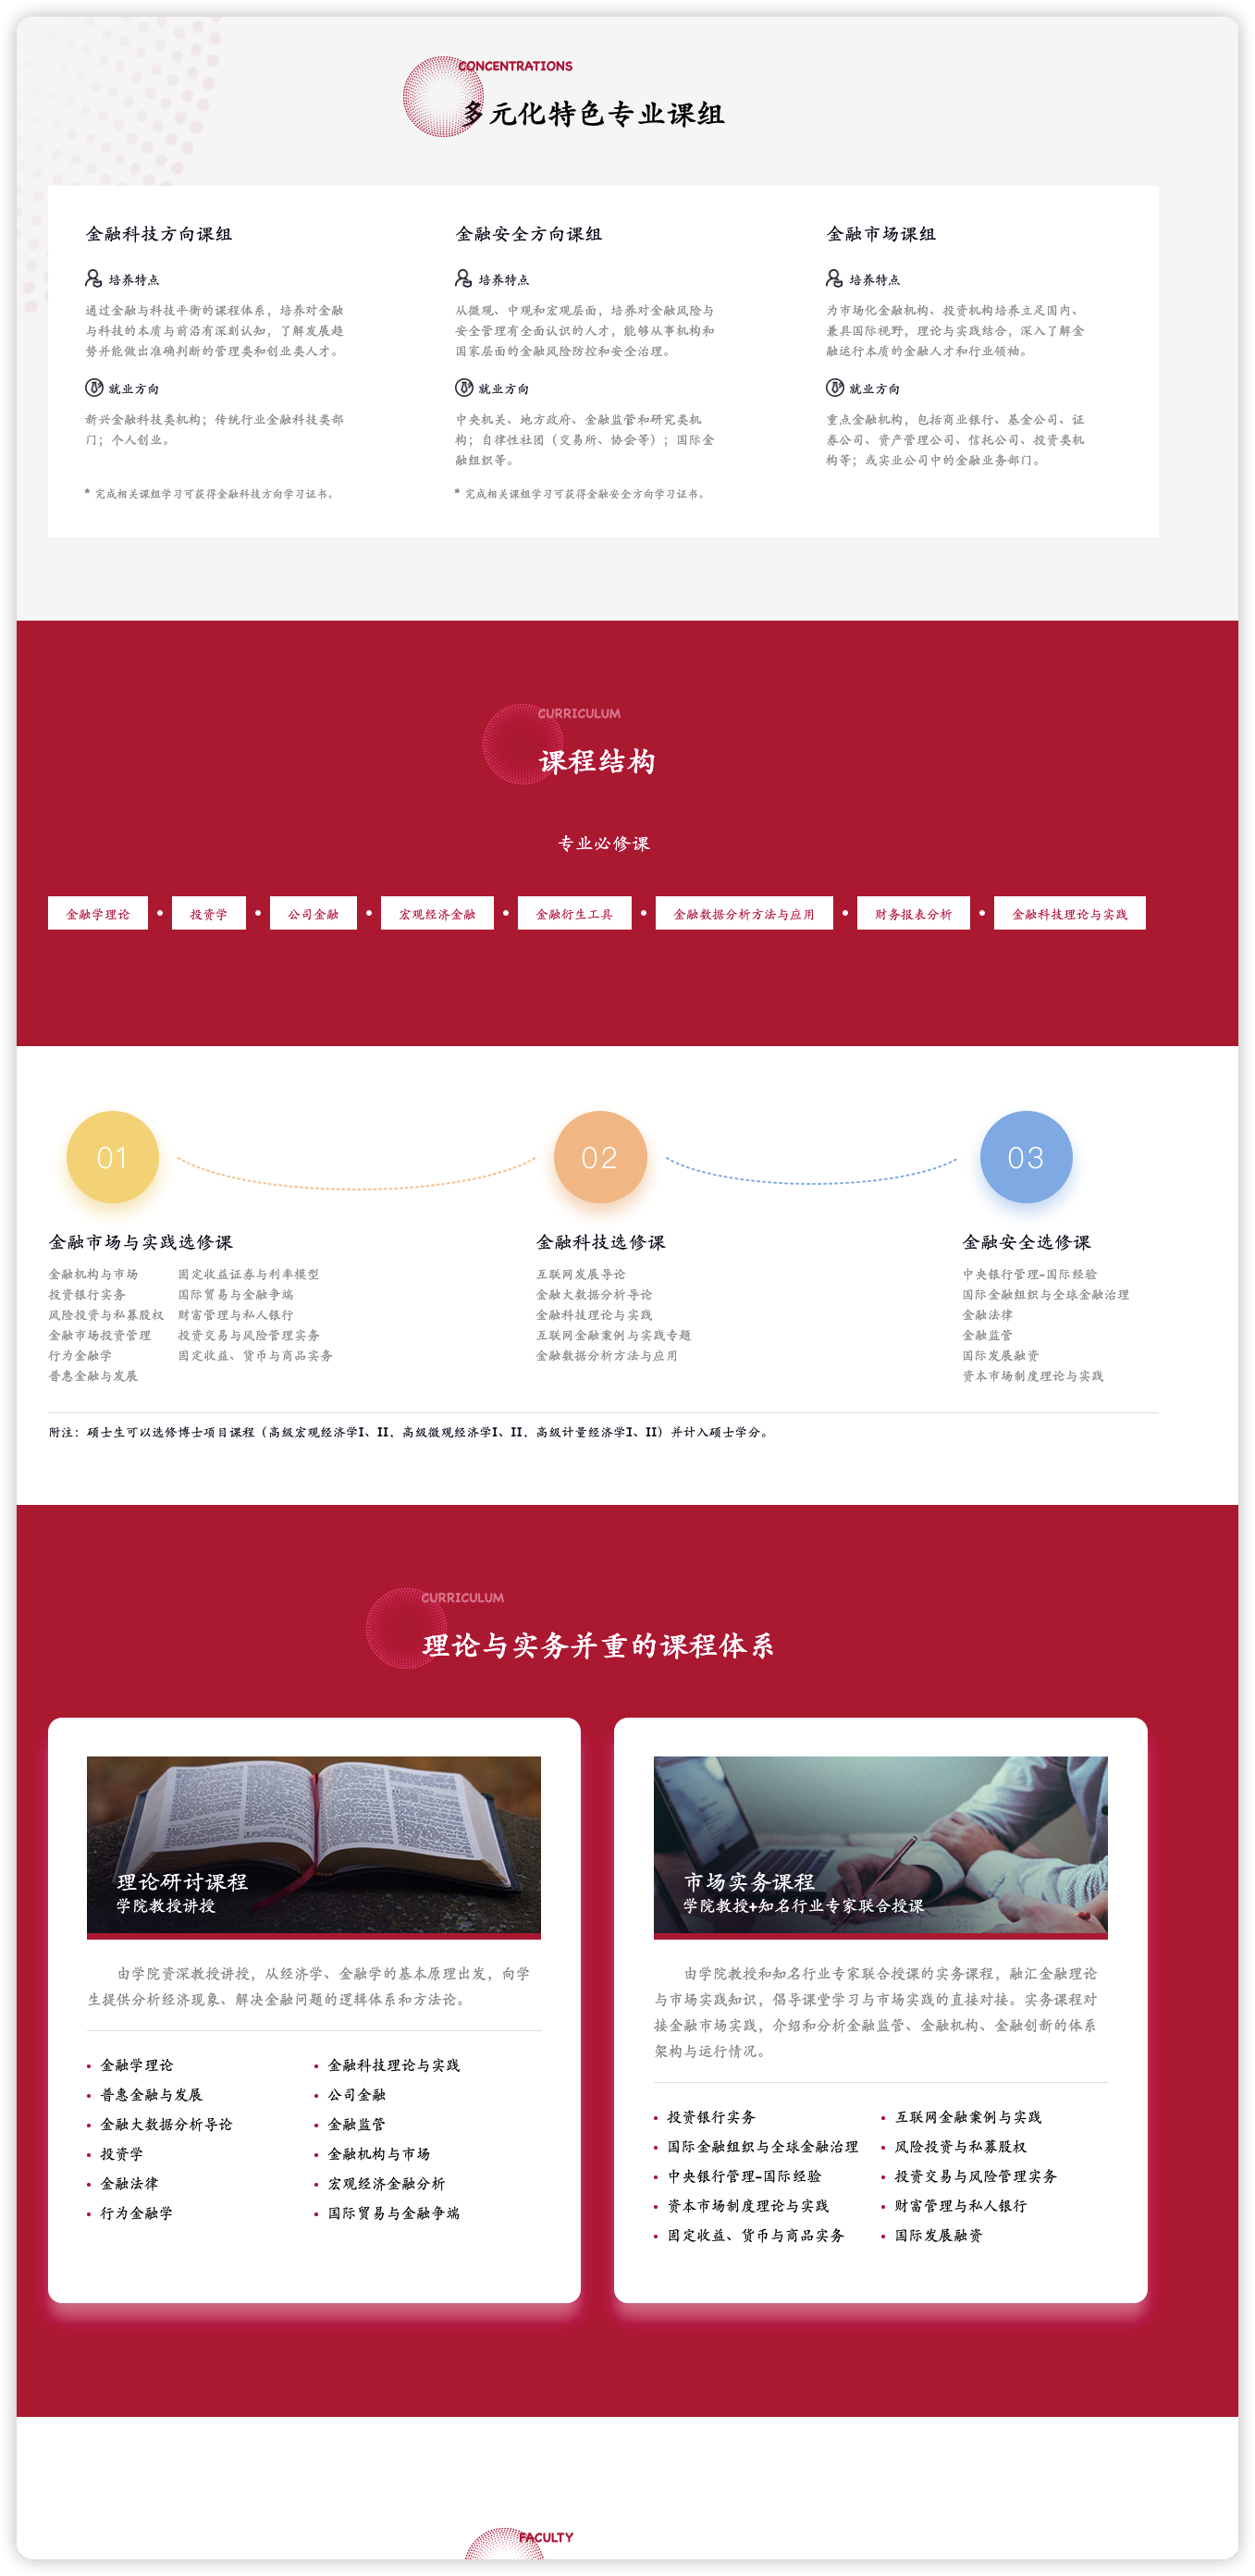 CONCENTRATIONS
多元化特色专业课组
金融科技方向课组
培养特点
通过金融与科技平衡的课程体系，培养对金融
与科技的本质与前沿有深刻认知，了解发展趋
势并能做出准确判断的管理类和创业类人才。
就业方向
新兴金融科技类机构；传统行业金融科技类部
门；个人创业。
* 完成相关课组学习可获得金融科技方向学习证书。
金融安全方向课组
培养特点
从微观、中观和宏观层面，培养对金融风险与
安全管理有全面认识的人才，能够从事机构和
国家层面的金融风险防控和安全治理。
就业方向
中央机关、地方政府、金融监管和研究类机
构；自律性社团（交易所、协会等）；国际金
融组织等。
* 完成相关课组学习可获得金融安全方向学习证书。
金融市场课组
培养特点
为市场化金融机构、投资机构培养立足国内、
兼具国际视野，理论与实践结合，深入了解金
融运行本质的金融人才和行业领袖。
就业方向
重点金融机构，包括商业银行、基金公司、证
券公司、资产管理公司、信托公司、投资类机
构等；或实业公司中的金融业务部门。
CURRICULUM
课程结构
专业必修课
金融学理论
投资学
公司金融
宏观经济金融
金融衍生工具
金融数据分析方法与应用
财务报表分析
金融科技理论与实践
01
金融市场与实践选修课
金融机构与市场
投资银行实务
风险投资与私募股权
金融市场投资管理
行为金融学
普惠金融与发展
固定收益证券与利率模型
国际贸易与金融争端
财富管理与私人银行
投资交易与风险管理实务
固定收益、货币与商品实务
02
金融科技选修课
互联网发展导论
金融大数据分析导论
金融科技理论与实践
互联网金融案例与实践专题
金融数据分析方法与应用
03
金融安全选修课
中央银行管理-国际经验
国际金融组织与全球金融治理
金融法律
金融监管
国际发展融资
资本市场制度理论与实践
附注：硕士生可以选修博士项目课程（高级宏观经济学I、II，高级微观经济学I、II，高级计量经济学I、II）并计入硕士学分。
CURRICULUM
理论与实务并重的课程体系
理论研讨课程
学院教授讲授
由学院资深教授讲授，从经济学、金融学的基本原理出发，向学
生提供分析经济现象、解决金融问题的逻辑体系和方法论。
金融学理论
普惠金融与发展
金融大数据分析导论
投资学
金融法律
行为金融学
金融科技理论与实践
公司金融
金融监管
金融机构与市场
宏观经济金融分析
国际贸易与金融争端
市场实务课程
学院教授+知名行业专家联合授课
由学院教授和知名行业专家联合授课的实务课程，融汇金融理论
与市场实践知识，倡导课堂学习与市场实践的直接对接。实务课程对
接金融市场实践，介绍和分析金融监管、金融机构、金融创新的体系
架构与运行情况。
投资银行实务
国际金融组织与全球金融治理
中央银行管理-国际经验
资本市场制度理论与实践
固定收益、货币与商品实务
互联网金融案例与实践
风险投资与私募股权
投资交易与风险管理实务
财富管理与私人银行
国际发展融资
FACULTY